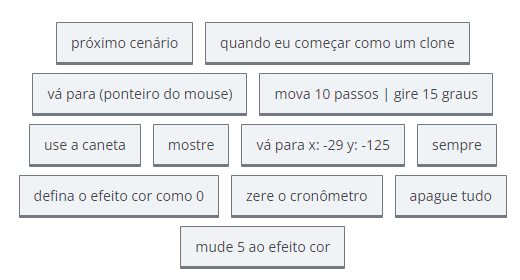 próximo cenário quando eu começar como um clone
vá para (ponteiro do mouse) mova 10 passos | gire 15 graus
use a caneta mostre vá para x: -29 y: -125 sempre
defina o efeito cor como 0 zere o cronômetro apague tudo
mude 5 ao efeito cor